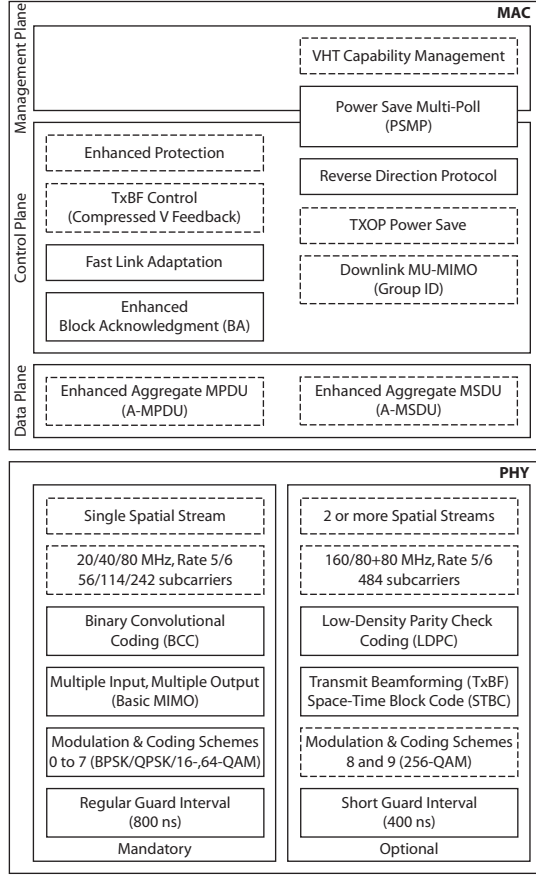 MAC
Management Plane
VHT Capability Management
Power Save Multi-Poll
(PSMP)
Control Plane
Enhanced Protection
TxBF Control
(Compressed V Feedback)
Fast Link Adaptation
Enhanced
Block Acknowledgment (BA)
Reverse Direction Protocol
TXOP Power Save
Downlink MU-MIMO
(Group ID)
Data Plane
Enhanced Aggregate MPDU
(A-MPDU)
Enhanced Aggregate MSDU
(A-MSDU)
PHY
Single Spatial Stream
20/40/80 MHz, Rate 5/6
56/114/242 subcarriers
Binary Convolutional
Coding (BCC)
Multiple Input, Multiple Output
(Basic MIMO)
Modulation & Coding Schemes
0 to 7 (BPSK/QPSK/16-,64-QAM)
Regular Guard Interval
(800 ns)
Mandatory
2 or more Spatial Streams
160/80+80 MHz, Rate 5/6
484 subcarriers
Low-Density Parity Check
Coding (LDPC)
Transmit Beamforming (TxBF)
Space-Time Block Code (STBC)
Modulation & Coding Schemes
8 and 9 (256-QAM)
Short Guard Interval
(400 ns)
Optional